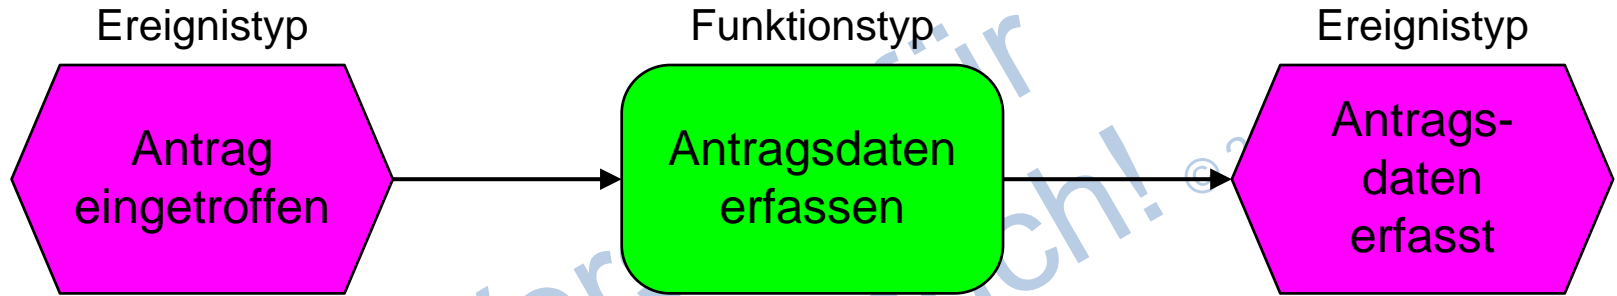 Ereignistyp
Funktionstyp
Ereignistyp
Antrag
eingetroffen
Antragsdaten
erfassen
Antrags-
daten
erfasst